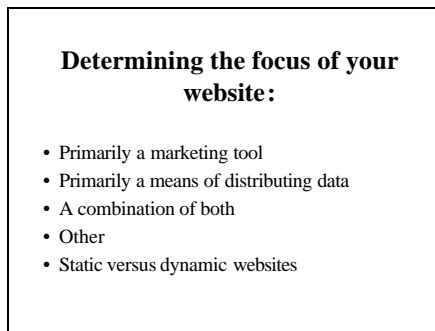 Determining the focus of your
website:
• Primarily a marketing tool
• Primarily a means of distributing data
• A combination of both
• Other
• Static versus dynamic websites